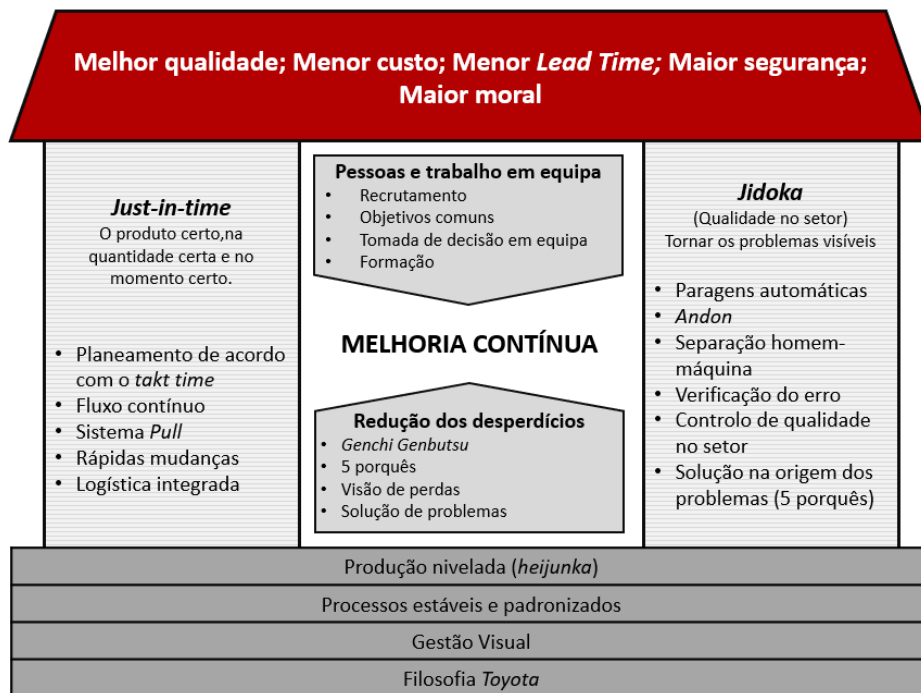 Melhor qualidade; Menor custo; Menor Lead Time; Maior segurança;
Maior moral
Just-in-time
O produto certo,na
quantidade certa e no
momento certo.
• Planeamento de acordo
com o takt time
• Fluxo contínuo
• Sistema Pull
• Rápidas mudanças
• Logística integrada
Pessoas e trabalho em equipa
• Recrutamento
• Objetivos comuns
• Tomada de decisão em equipa
• Formação
MELHORIA CONTÍNUA
Redução dos desperdícios
• Genchi Genbutsu
• 5 porquês
• Visão de perdas
• Solução de problemas
Jidoka
(Qualidade no setor)
Tornar os problemas visíveis
• Paragens automáticas
• Andon
• Separação homem-
máquina
• Verificação do erro
• Controlo de qualidade
no setor
• Solução na origem dos
problemas (5 porquês)
Produção nivelada (heijunka)
Processos estáveis e padronizados
Gestão Visual
Filosofia Toyota